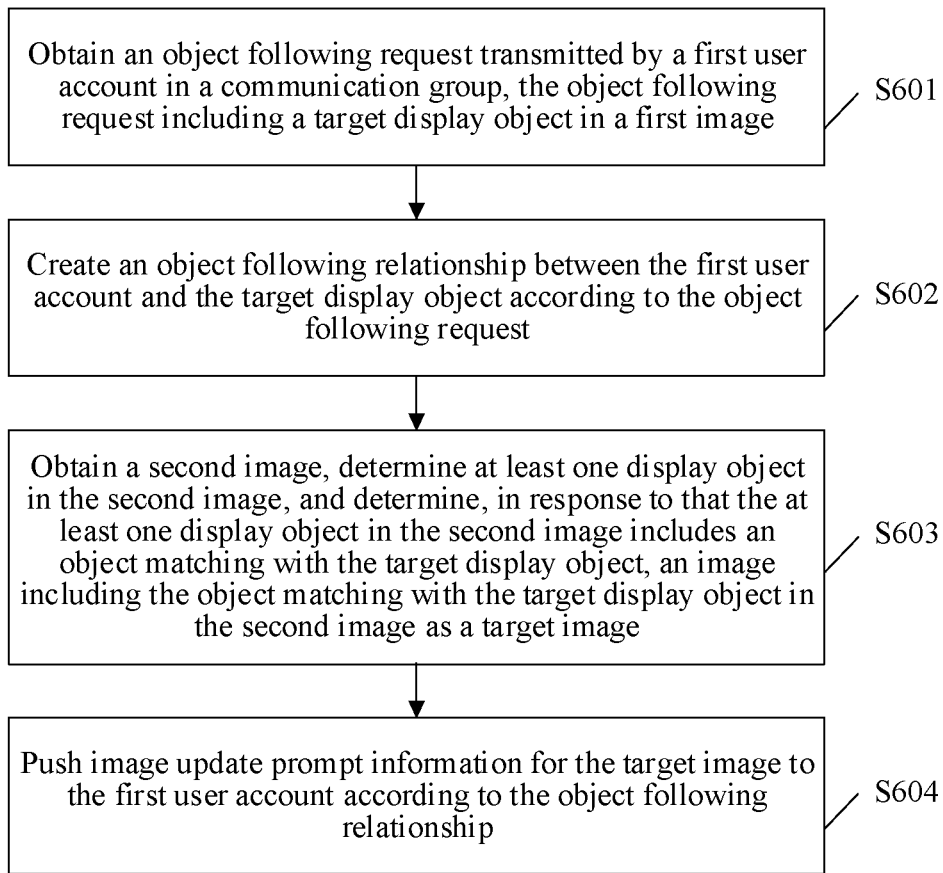 Obtain an object following request transmitted by a first user
account in a communication group, the object following
request including a target display object in a first image
S601
Create an object following relationship between the first user
account and the target display object according to the object
following request
S602
Obtain a second image, determine at least one display object
in the second image, and determine, in response to that the at
least one display object in the second image includes an
object matching with the target display object, an image
including the object matching with the target display object in
the second image as a target image
S603
Push image update prompt information for the target image to
the first user account according to the object following
relationship
S604